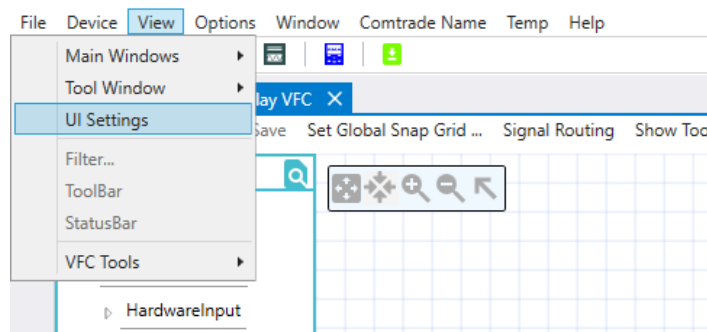 File Device View Options Window Comtrade Name Temp Help
Main Windows
Tool Window
lay VFC
UI Settings
Save Set Global Snap Grid ... Signal Routing Show Too
Filter...
ToolBar
StatusBar
VFC Tools
HardwareInput